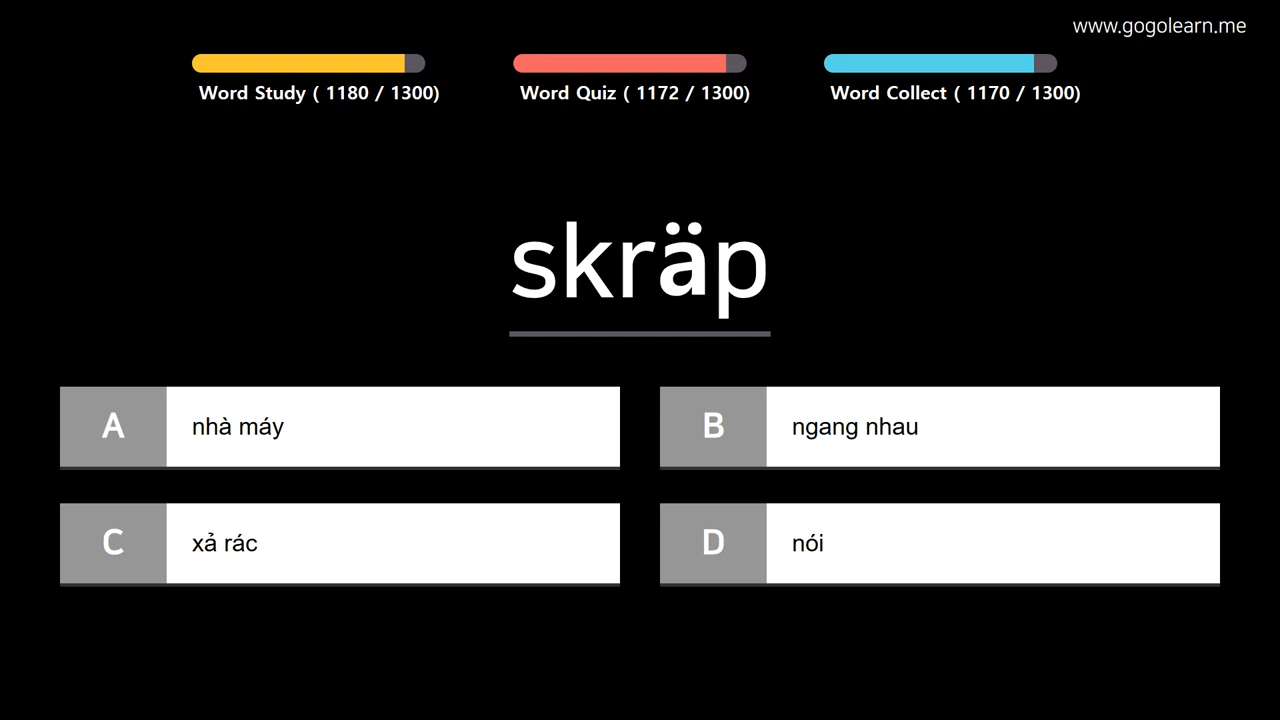 www.gogolearn.me
Word Study ( 1180 / 1300)
Word Quiz ( 1172 / 1300)
Word Collect ( 1170 / 1300)
skräp
A nhà máy
B ngang nhau
C xả rác
D nói